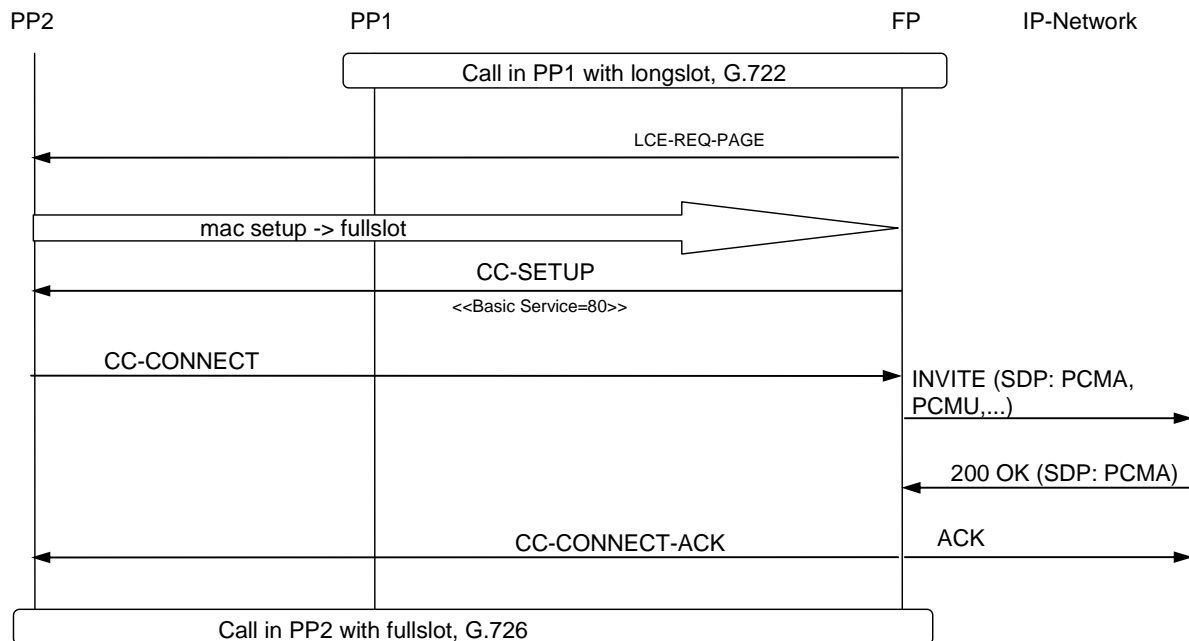 PP2 PP1 FP IP-Network
Call in PP1 with longslot, G.722
LCE-REQ-PAGE
mac setup -> fullslot
CC-SETUP
<<Basic Service=80>>
CC-CONNECT
INVITE (SDP: PCMA,
PCMU,...)
200 OK (SDP: PCMA)
CC-CONNECT-ACK ACK
Call in PP2 with fullslot, G.726